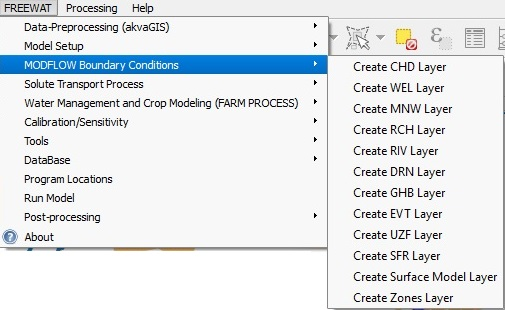 FREEWAT Processing Help
Data-Preprocessing (akvaGIS)
Model Setup
MODFLOW Boundary Conditions
Solute Transport Process
Water Management and Crop Modeling (FARM PROCESS)
Calibration/Sensitivity
Tools
DataBase
Program Locations
Run Model
Post-processing
About
Create CHD Layer
Create WEL Layer
Create MNW Layer
Create RCH Layer
Create RIV Layer
Create DRN Layer
Create GHB Layer
Create EVT Layer
Create UZF Layer
Create SFR Layer
Create Surface Model Layer
Create Zones Layer